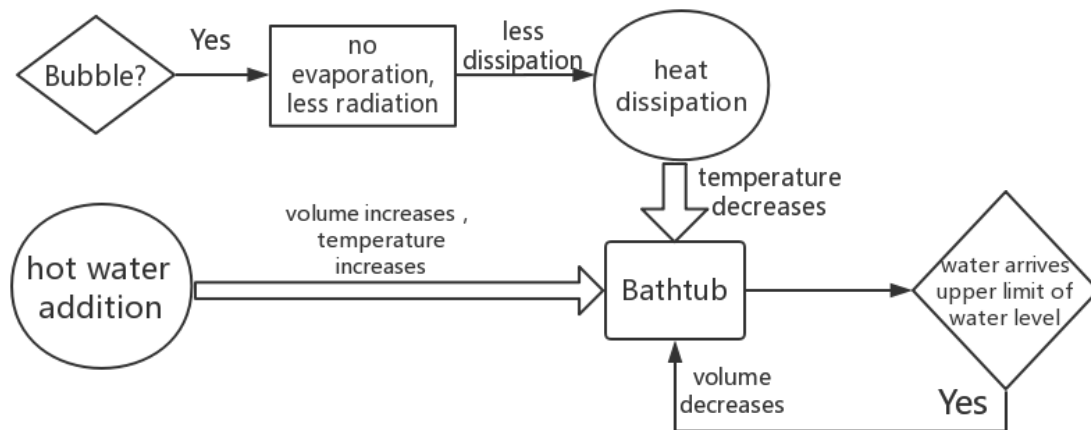 Bubble?
Yes
no
evaporation,
less radiation
less
dissipation
heat
dissipation
temperature
decreases
hot water
addition
volume increases ,
temperature
increases
Bathtub
water arrives
upper limit of
water level
volume
decreases
Yes